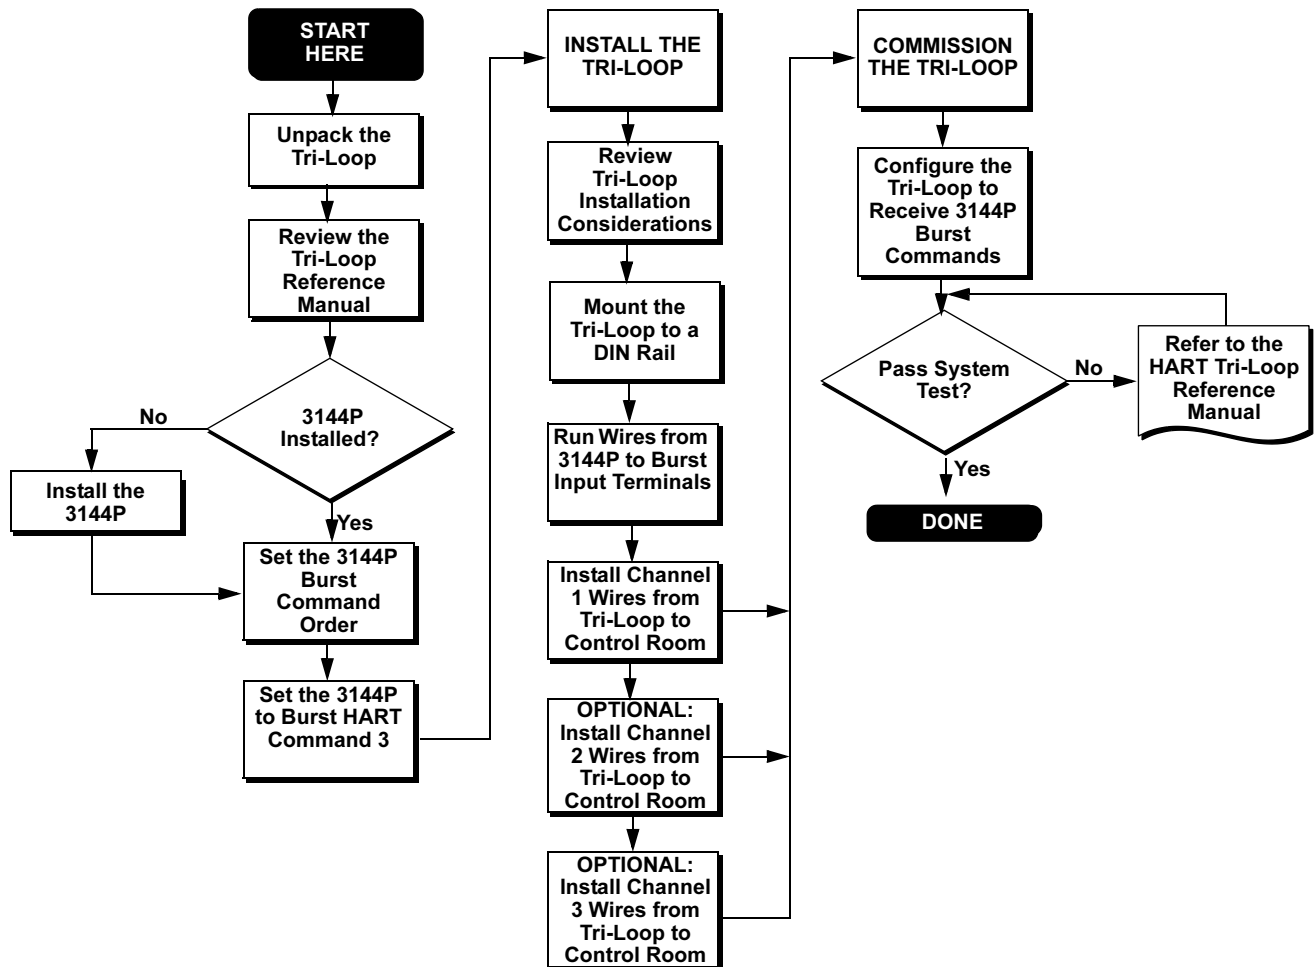 START
HERE
Unpack the
Tri-Loop
Review the
Tri-Loop
Reference
Manual
3144P
Installed?
No
Install the
3144P
Yes
Set the 3144P
Burst
Command
Order
Set the 3144P
to Burst HART
Command 3
INSTALL THE
TRI-LOOP
Review
Tri-Loop
Installation
Considerations
Mount the
Tri-Loop to a
DIN Rail
Run Wires from
3144P to Burst
Input Terminals
Install Channel
1 Wires from
Tri-Loop to
Control Room
OPTIONAL:
Install Channel
2 Wires from
Tri-Loop to
Control Room
OPTIONAL:
Install Channel
3 Wires from
Tri-Loop to
Control Room
COMMISSION
THE TRI-LOOP
Configure the
Tri-Loop to
Receive 3144P
Burst
Commands
Pass System
Test?
No
Refer to the
HART Tri-Loop
Reference
Manual
Yes
DONE